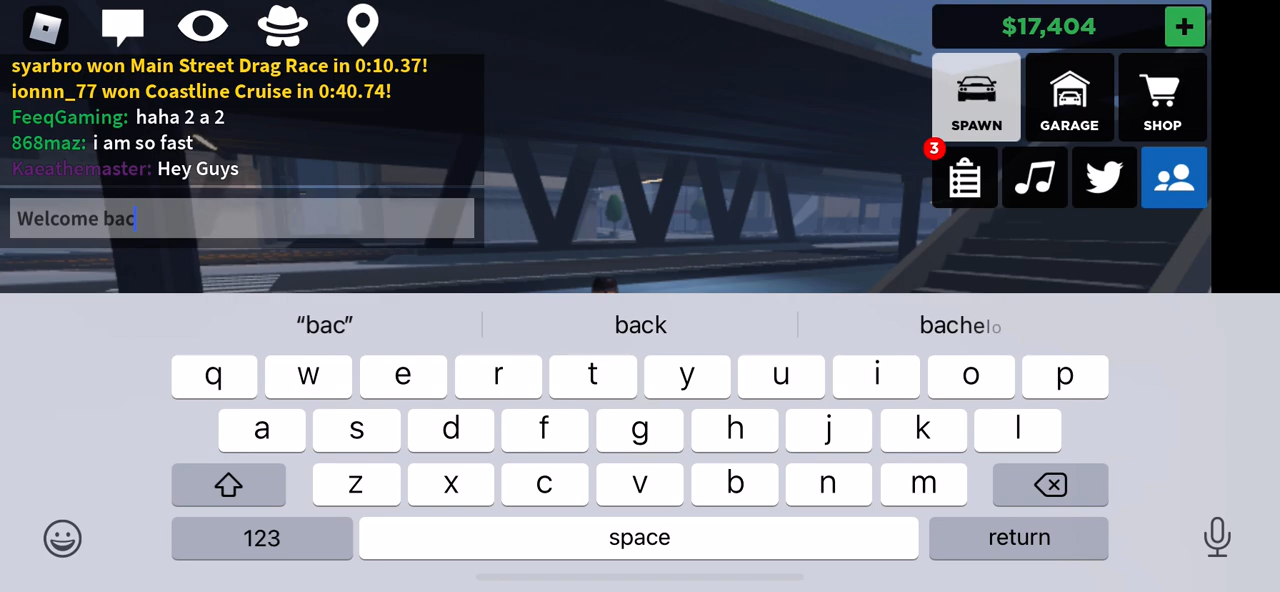 syarbro won Main Street Drag Race in 0:10.37!
ionnn_77 won Coastline Cruise in 0:40.74!
FeeqGaming: haha 2 a 2
868maz: i am so fast
Kaeathemaster: Hey Guys
Welcome bac
$17,404 +
SPAWN GARAGE SHOP
3
“bac” back bachelo
q w e r t y u i o p
a s d f g h j k l
z x c v b n m
123 space return